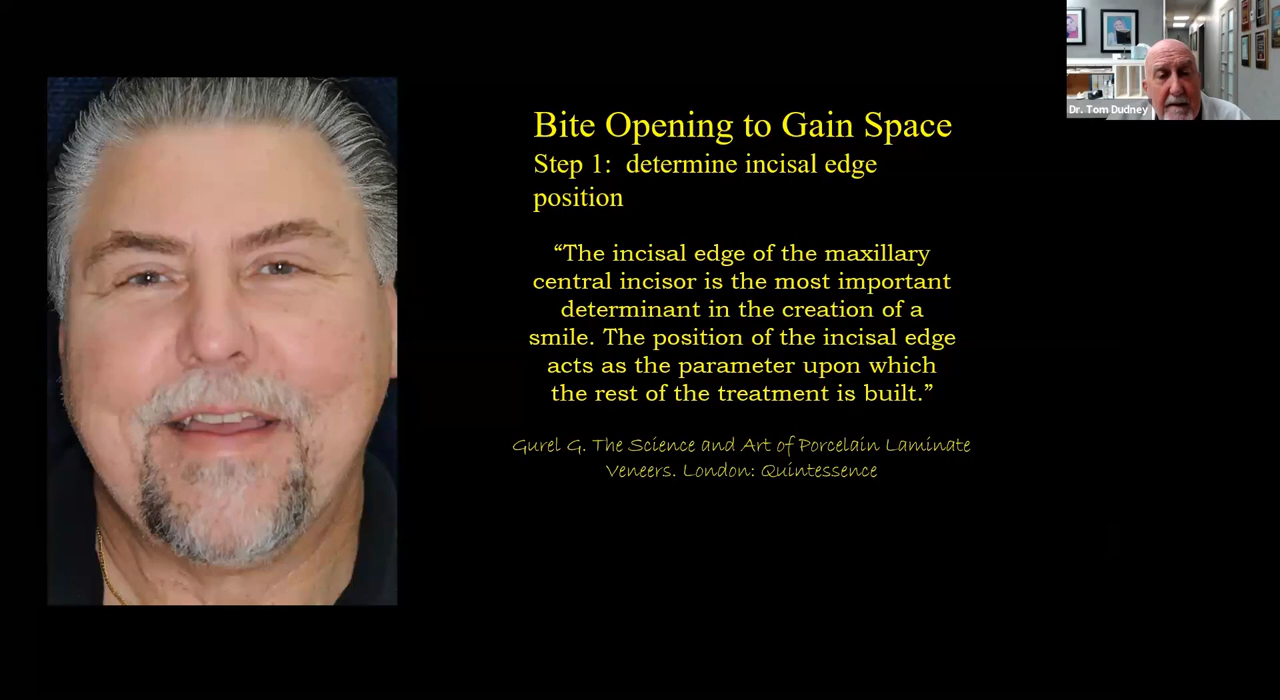 Bite Opening to Gain Space
Step 1: determine incisal edge
position
“The incisal edge of the maxillary
central incisor is the most important
determinant in the creation of a
smile. The position of the incisal edge
acts as the parameter upon which
the rest of the treatment is built.”
Gurel G. The Science and Art of Porcelain Laminate
Veneers. London: Quintessence
Dr. Tom Dudney